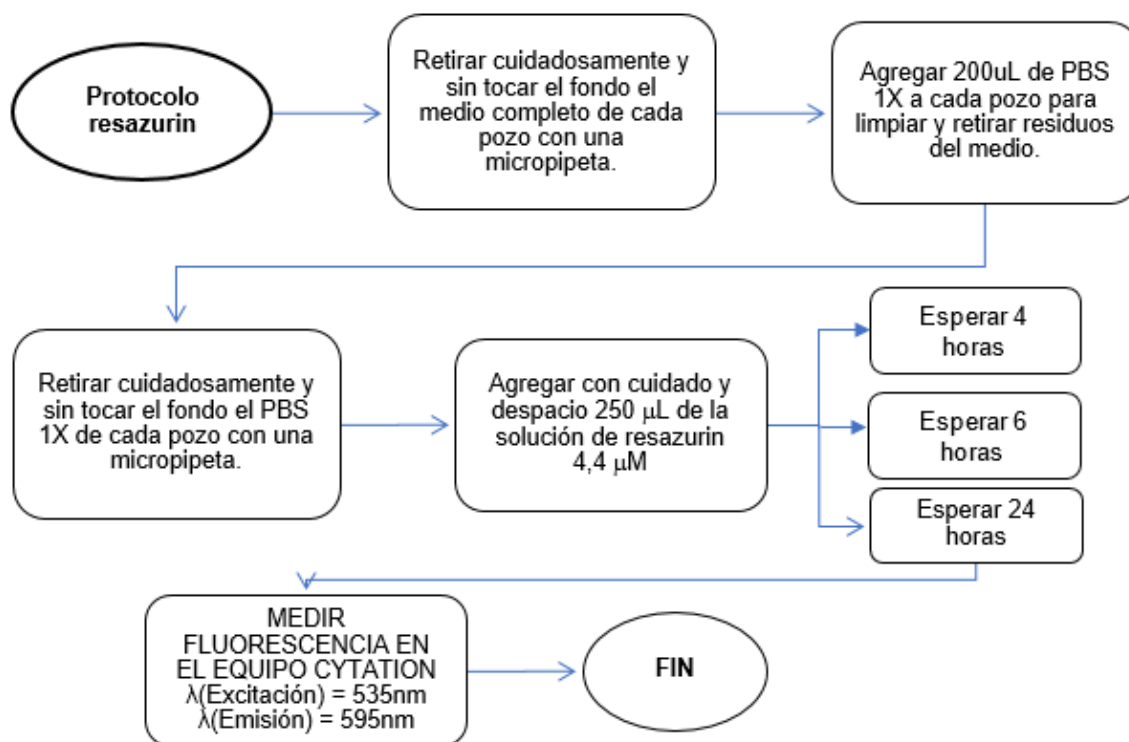 Protocolo
resazurin
Retirar cuidadosamente y
sin tocar el fondo el
medio completo de cada
pozo con una
micropipeta.
Agregar 200uL de PBS
1X a cada pozo para
limpiar y retirar residuos
del medio.
Retirar cuidadosamente y
sin tocar el fondo el PBS
1X de cada pozo con una
micropipeta.
Agregar con cuidado y
despacio 250 μL de la
solución de resazurin
4,4 μM
Esperar 4
horas
Esperar 6
horas
Esperar 24
horas
MEDIR
FLUORESCENCIA EN
EL EQUIPO CYTATION
λ(Excitación) = 535nm
λ(Emisión) = 595nm
FIN